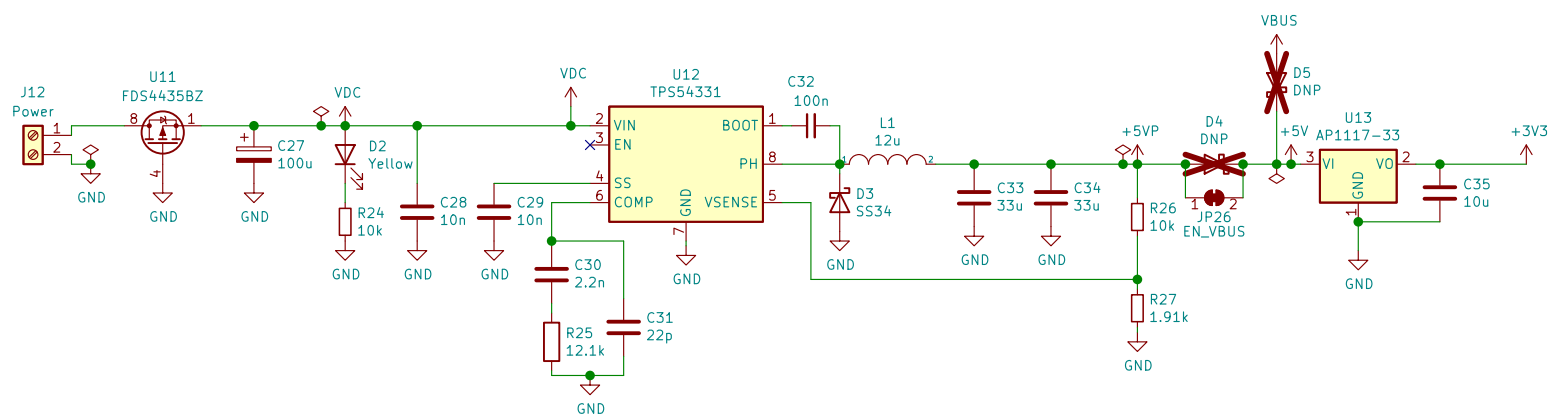 VBUS
J12
Power
1
2
GND
U11
FDS4435BZ
8
1
4
GND
+
C27
100u
GND
VDC
D2
Yellow
R24
10k
GND
C28
10n
GND
C29
10n
GND
VDC
U12
TPS54331
2
VIN
3
EN
4
SS
6
COMP
BOOT
1
PH
8
VSENSE
5
GND
7
GND
C30
2.2n
R25
12.1k
C31
22p
GND
C32
100n
L1
12u
1
2
D3
SS34
GND
C33
33u
GND
C34
33u
GND
+5VP
R26
10k
R27
1.91k
GND
D4
DNP
1
2
JP26
EN_VBUS
D5
DNP
+5V
U13
AP1117-33
3
VI
VO
2
GND
1
GND
C35
10u
+3V3